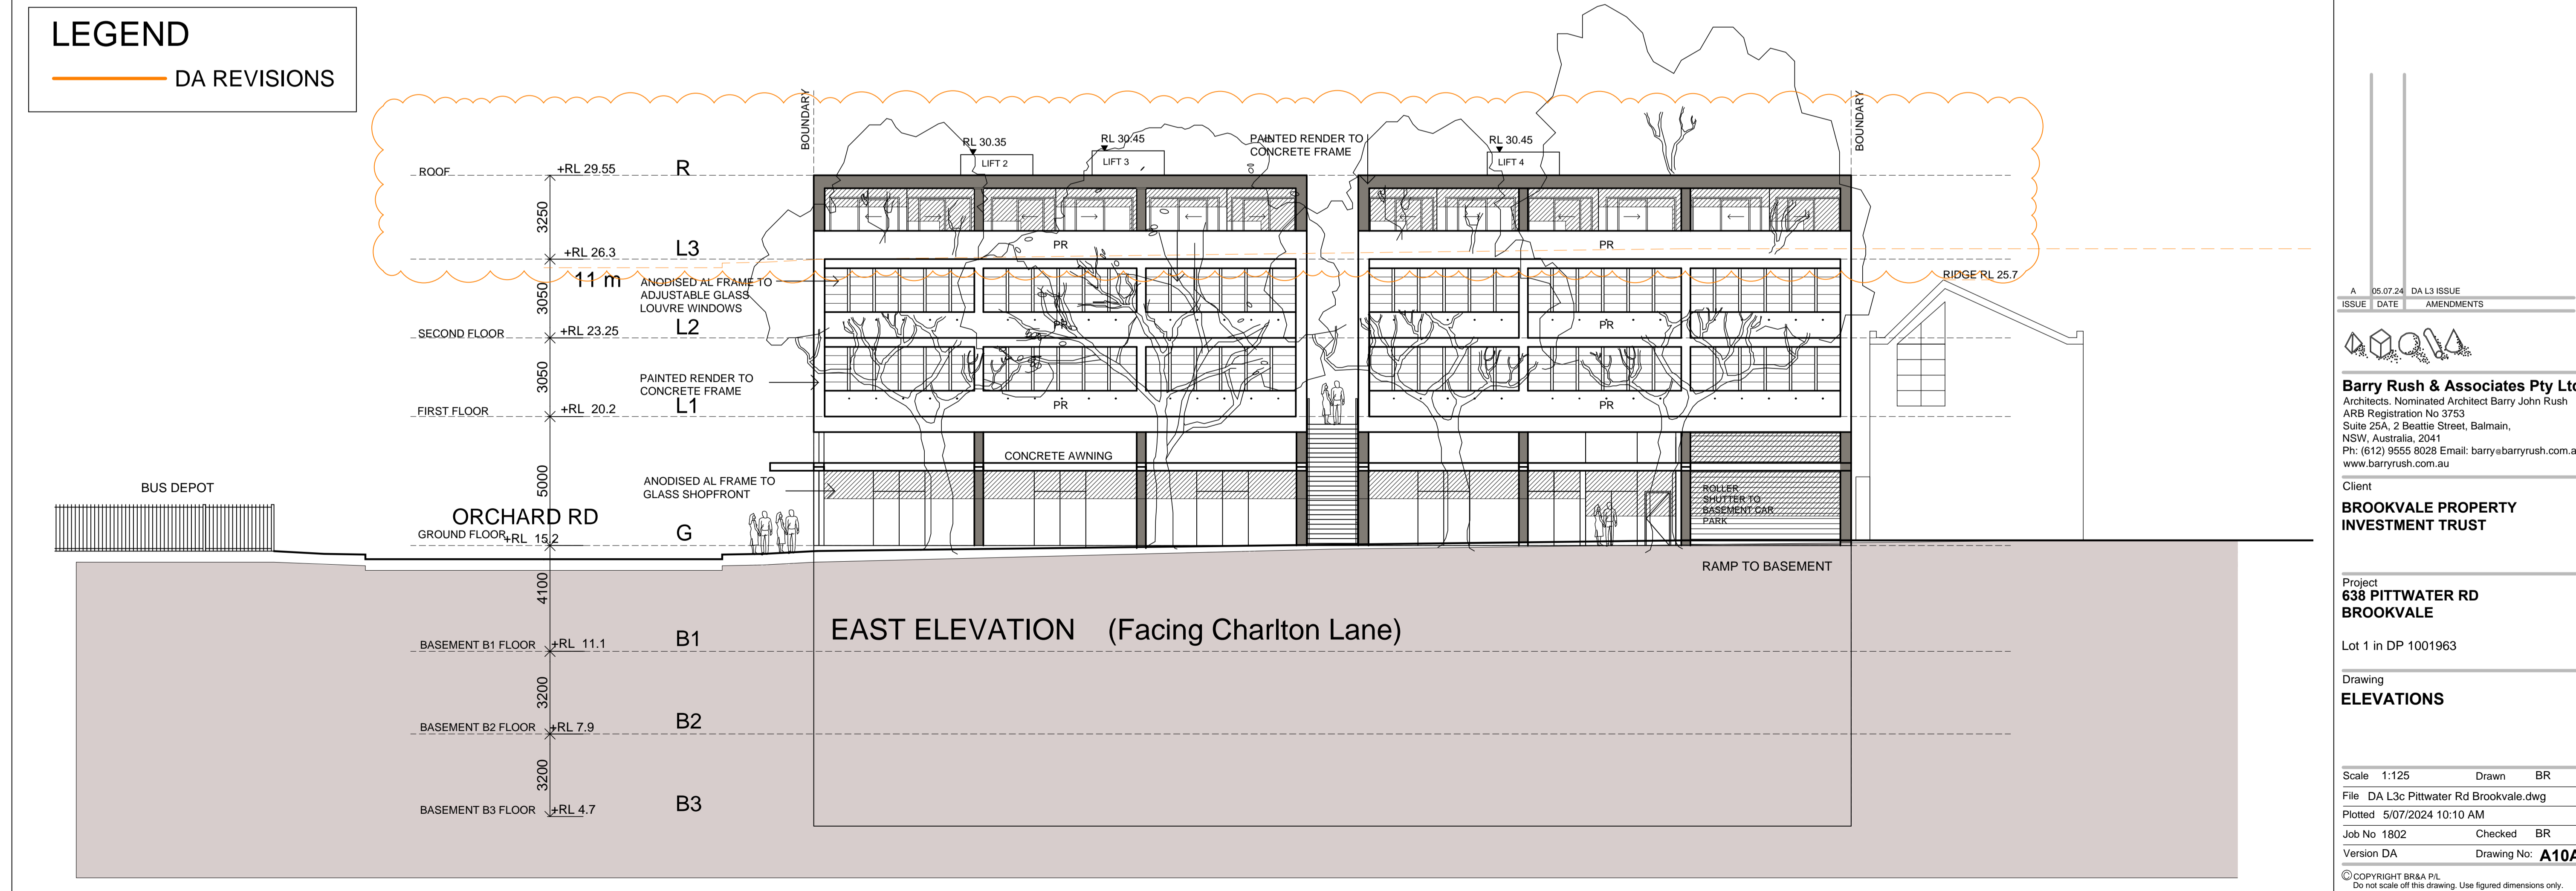 LEGEND
DA REVISIONS
BOUNDARY
BOUNDARY
RL 30.35
LIFT 2
RL 30.45
LIFT 3
PAINTED RENDER TO
CONCRETE FRAME
RL 30.45
LIFT 4
ROOF
+RL 29.55
R
3250
+RL 26.3
L3
PR
PR
11 m
3050
ANODISED AL FRAME TO
ADJUSTABLE GLASS
LOUVRE WINDOWS
RIDGE RL 25.7
SECOND FLOOR
+RL 23.25
L2
PR
PR
3050
PAINTED RENDER TO
CONCRETE FRAME
FIRST FLOOR
+RL 20.2
L1
PR
PR
5000
CONCRETE AWNING
ANODISED AL FRAME TO
GLASS SHOPFRONT
ROLLER
SHUTTER TO
BASEMENT CAR
PARK
BUS DEPOT
ORCHARD RD
GROUND FLOOR
+RL 15.2
G
RAMP TO BASEMENT
4100
EAST ELEVATION (Facing Charlton Lane)
BASEMENT B1 FLOOR
+RL 11.1
B1
3200
BASEMENT B2 FLOOR
+RL 7.9
B2
3200
BASEMENT B3 FLOOR
+RL 4.7
B3
A 05.07.24 DA L3 ISSUE
ISSUE DATE AMENDMENTS
Barry Rush & Associates Pty Ltd
Architects. Nominated Architect Barry John Rush
ARB Registration No 3753
Suite 25A, 2 Beattie Street, Balmain,
NSW, Australia, 2041
Ph: (612) 9555 8028 Email: barry@barryrush.com.a
www.barryrush.com.au
Client
BROOKVALE PROPERTY
INVESTMENT TRUST
Project
638 PITTWATER RD
BROOKVALE
Lot 1 in DP 1001963
Drawing
ELEVATIONS
Scale 1:125 Drawn BR
File DA L3c Pittwater Rd Brookvale.dwg
Plotted 5/07/2024 10:10 AM
Job No 1802 Checked BR
Version DA Drawing No: A10A
© COPYRIGHT BR&A P/L
Do not scale off this drawing. Use figured dimensions only.